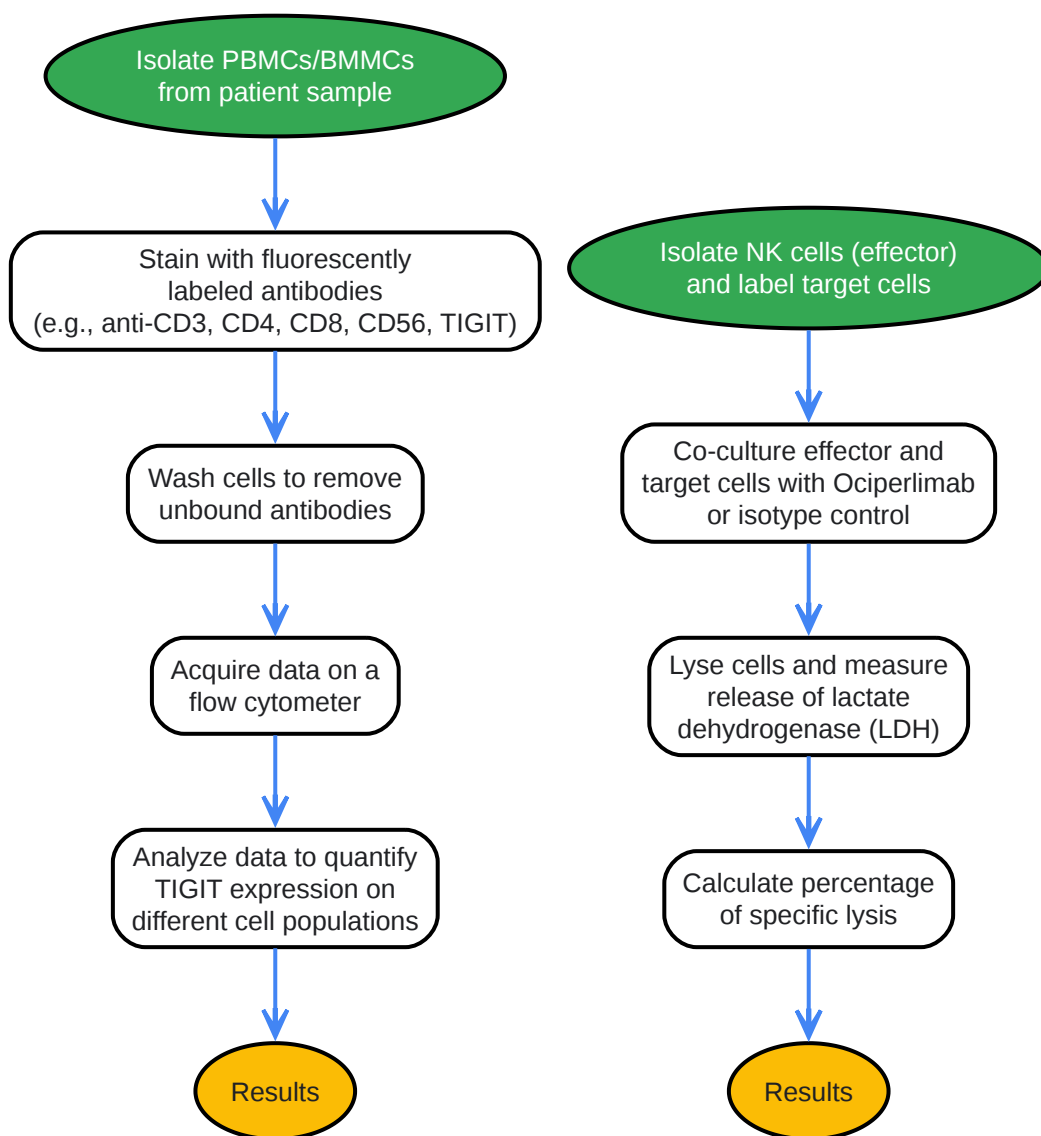 Isolate PBMCs/BMMCs
from patient sample
Stain with fluorescently
labeled antibodies
(e.g., anti-CD3, CD4, CD8, CD56, TIGIT)
Wash cells to remove
unbound antibodies
Acquire data on a
flow cytometer
Analyze data to quantify
TIGIT expression on
different cell populations
Results
Isolate NK cells (effector)
and label target cells
Co-culture effector and
target cells with Ociperlimab
or isotype control
Lyse cells and measure
release of lactate
dehydrogenase (LDH)
Calculate percentage
of specific lysis
Results